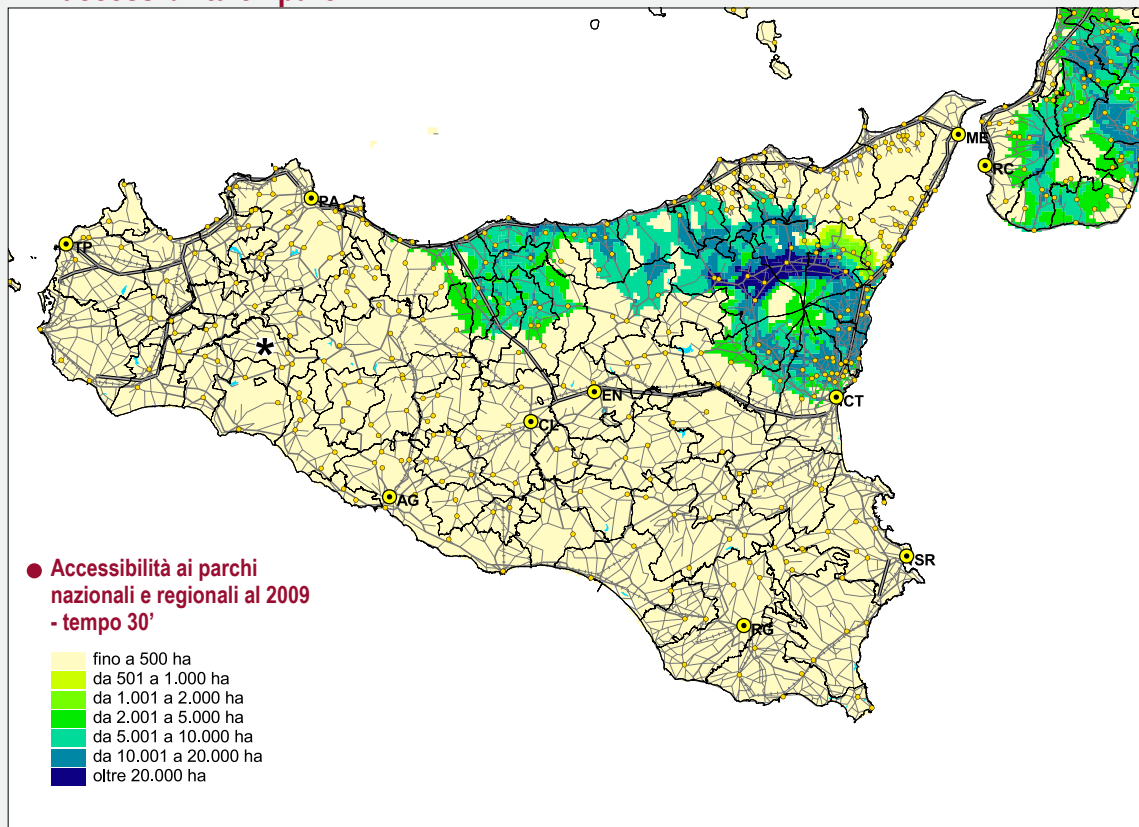 ME
RC
PA
TP
*
EN
CL
CT
AG
SR
RG
Accessibilità ai parchi
nazionali e regionali al 2009
- tempo 30’
fino a 500 ha
da 501 a 1.000 ha
da 1.001 a 2.000 ha
da 2.001 a 5.000 ha
da 5.001 a 10.000 ha
da 10.001 a 20.000 ha
oltre 20.000 ha